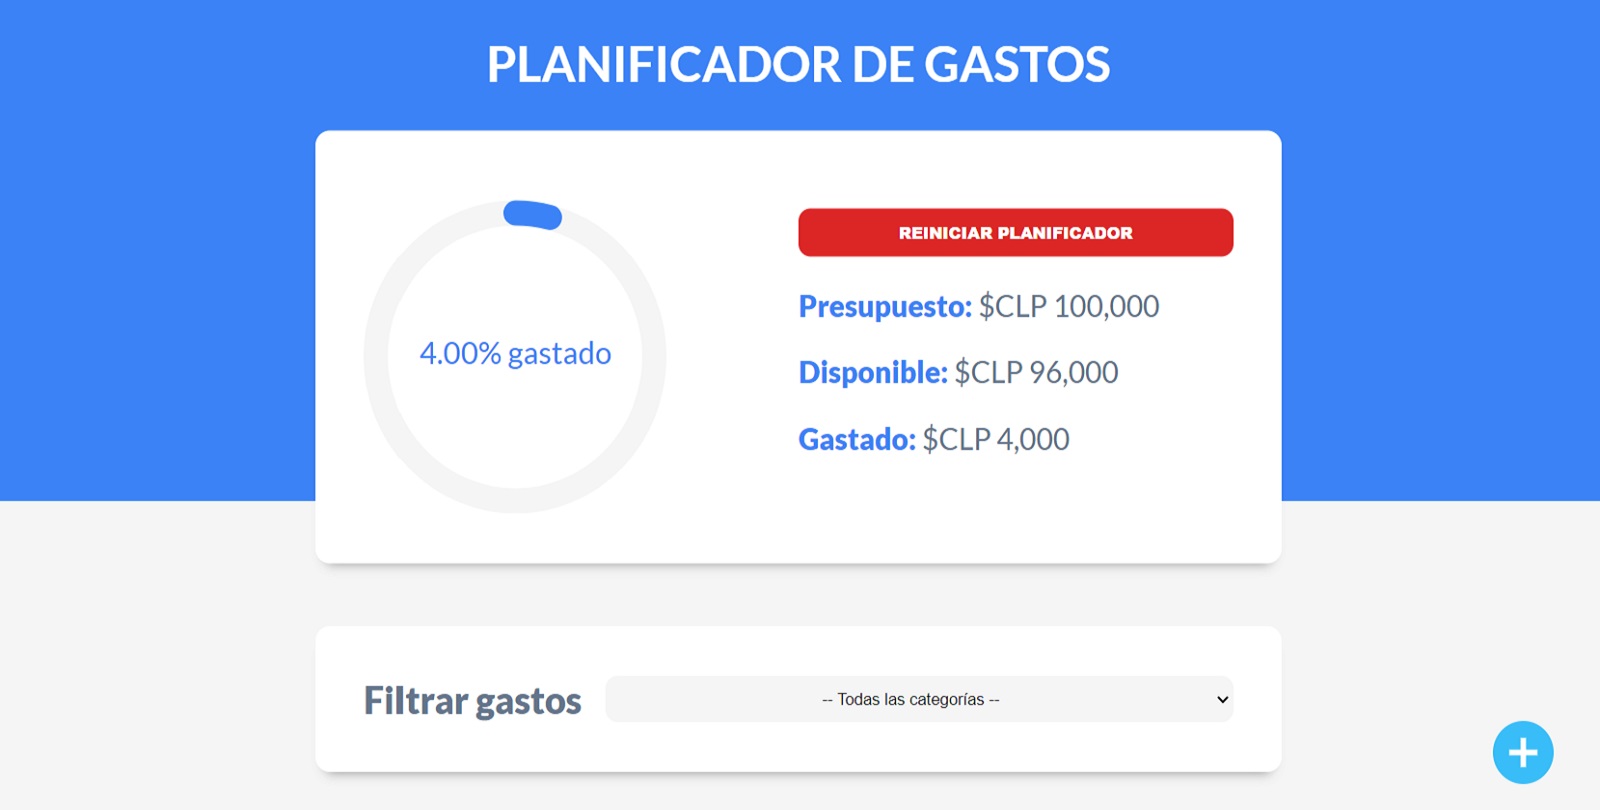 PLANIFICADOR DE GASTOS
4.00% gastado
REINICIAR PLANIFICADOR
Presupuesto: $CLP 100,000
Disponible: $CLP 96,000
Gastado: $CLP 4,000
Filtrar gastos
-- Todas las categorías --